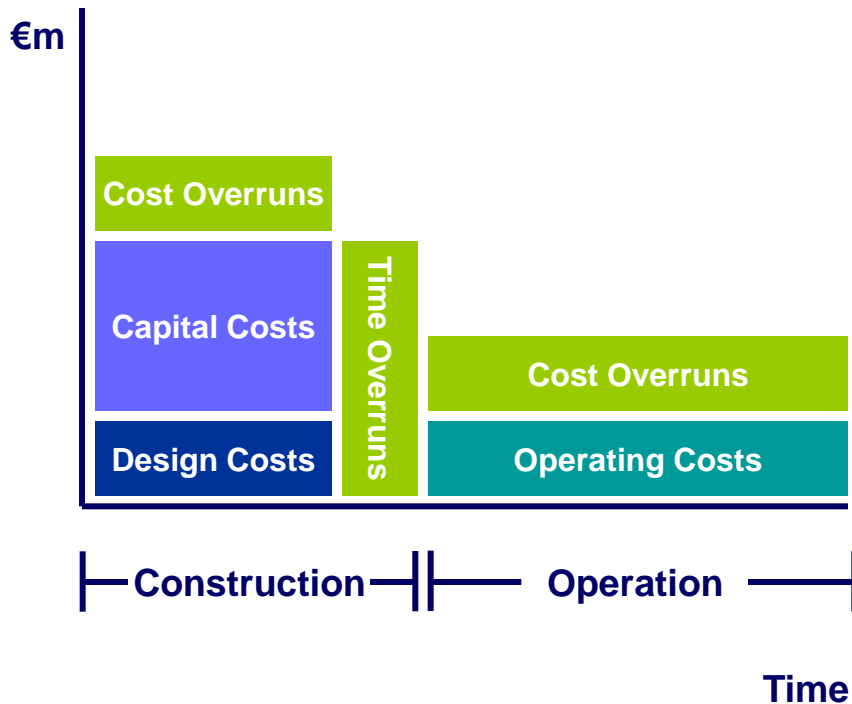 €m
Cost Overruns
Capital Costs
Time Overruns
Cost Overruns
Design Costs
Operating Costs
Construction
Operation
Time